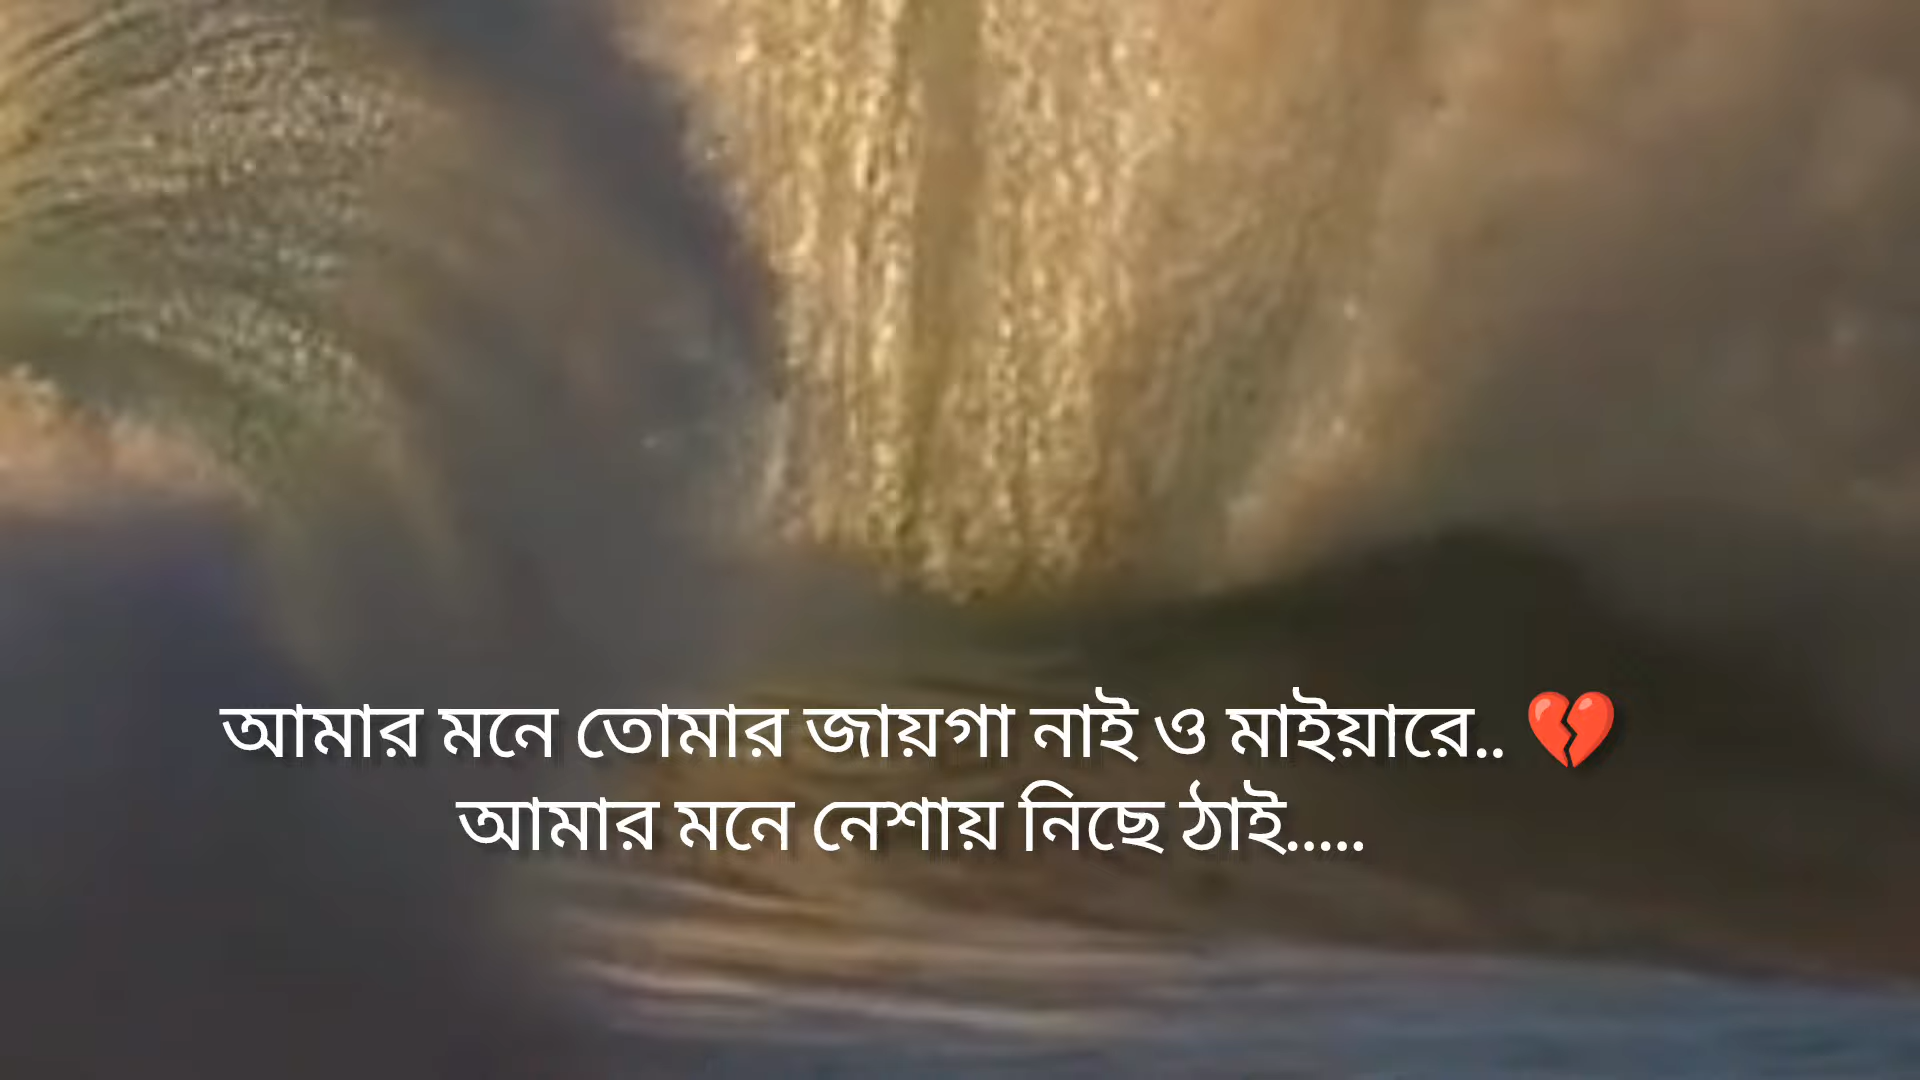 আমার মনে তোমার জায়গা নাই ও মাইয়ারে.. 💔
আমার মনে নেশায় নিছে ঠাই.....